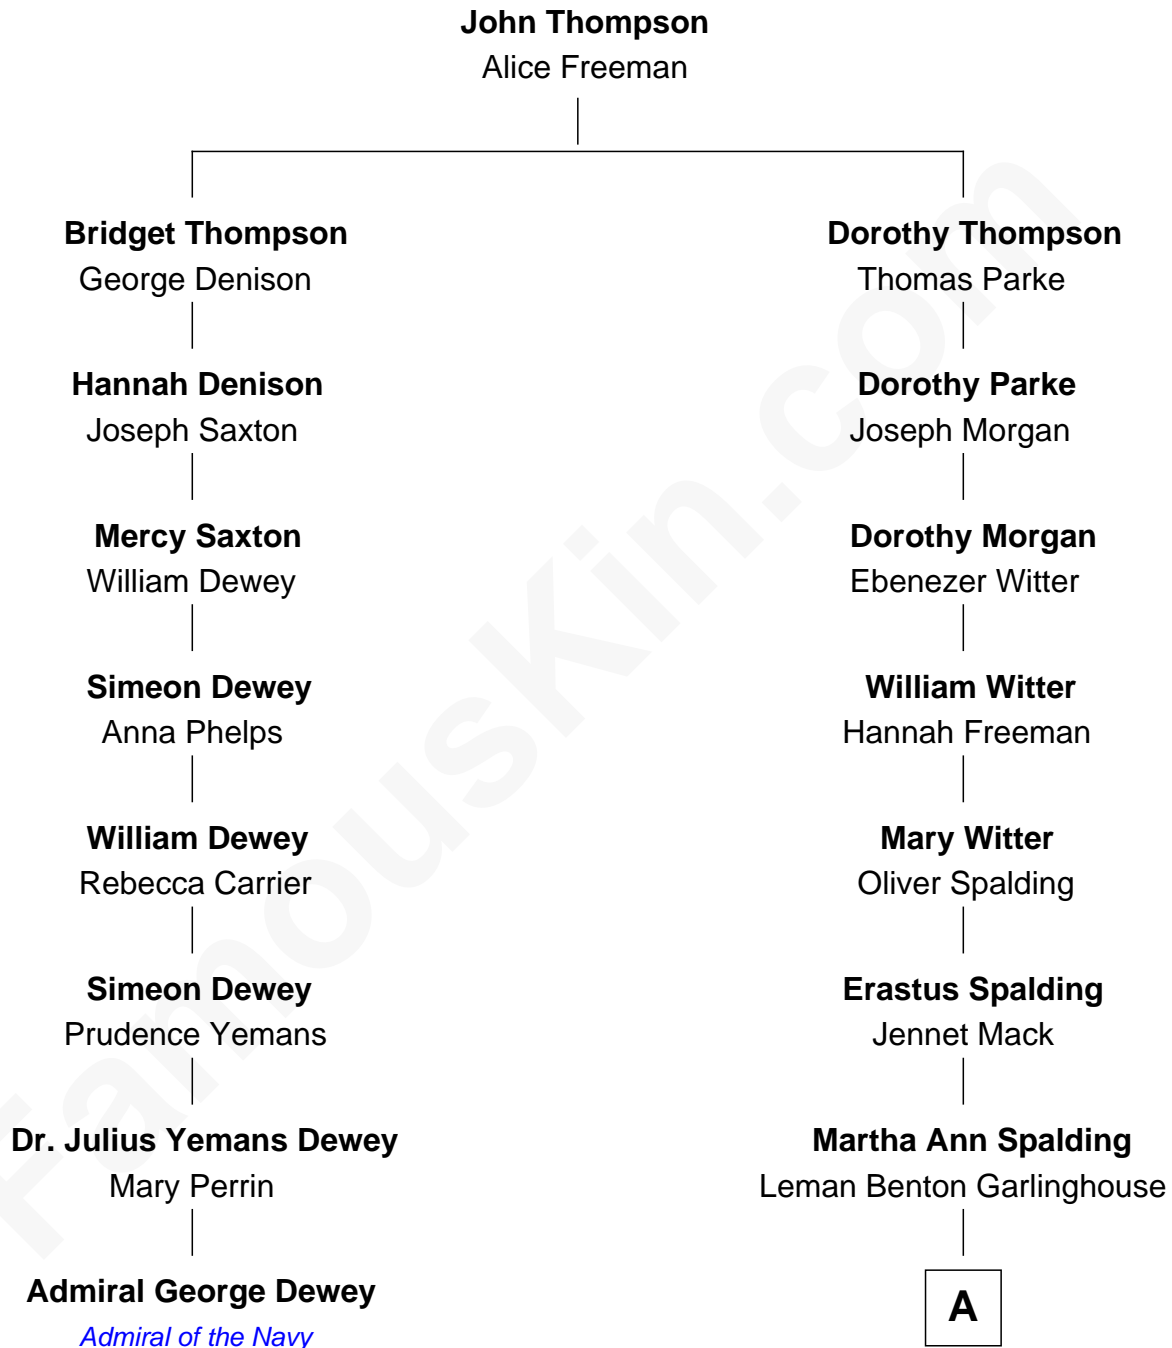 John Thompson
Alice Freeman
Bridget Thompson
George Denison
Dorothy Thompson
Thomas Parke
Hannah Denison
Joseph Saxton
Dorothy Parke
Joseph Morgan
Mercy Saxton
William Dewey
Dorothy Morgan
Ebenezer Witter
Simeon Dewey
Anna Phelps
William Witter
Hannah Freeman
William Dewey
Rebecca Carrier
Mary Witter
Oliver Spalding
Simeon Dewey
Prudence Yemans
Erastus Spalding
Jennet Mack
Dr. Julius Yemans Dewey
Mary Perrin
Martha Ann Spalding
Leman Benton Garlinghouse
Admiral George Dewey
Admiral of the Navy
A
FamousKin.com